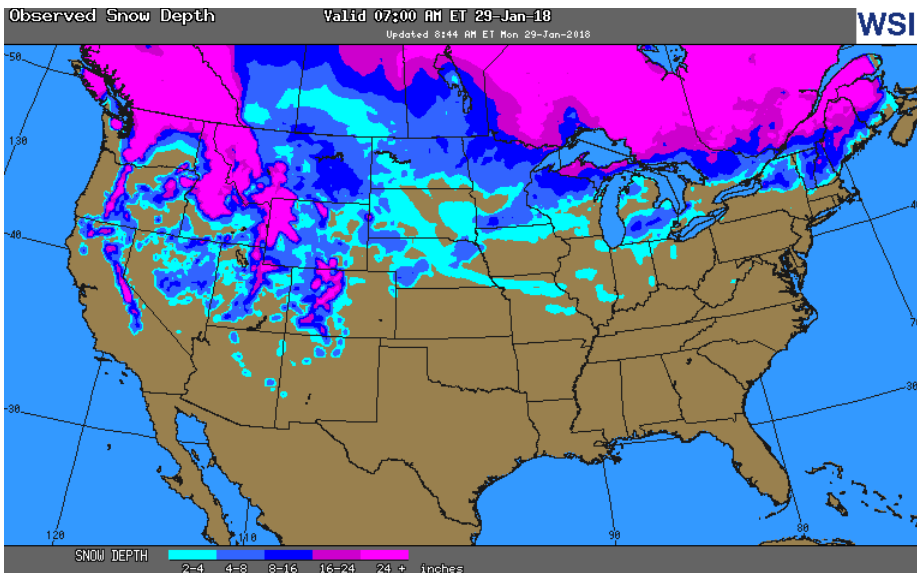 Observed Snow Depth
Valid 07:00 AM ET 29-Jan-18
Updated 8:44 AM ET Mon 29-Jan-2018
WSI
50
130
40
30
120
110
90
80
30
SNOW DEPTH
2-4 4-8 8-16 16-24 24 + inches